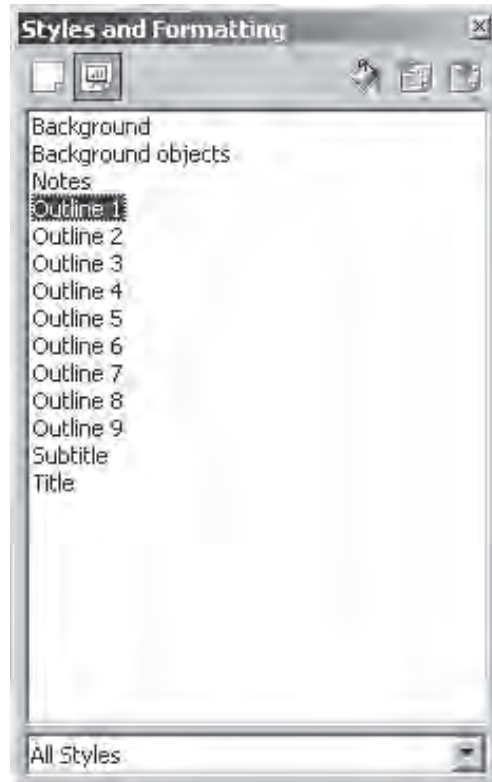 Styles and Formatting
Background
Background objects
Notes
Outline 1
Outline 2
Outline 3
Outline 4
Outline 5
Outline 6
Outline 7
Outline 8
Outline 9
Subtitle
Title
All Styles